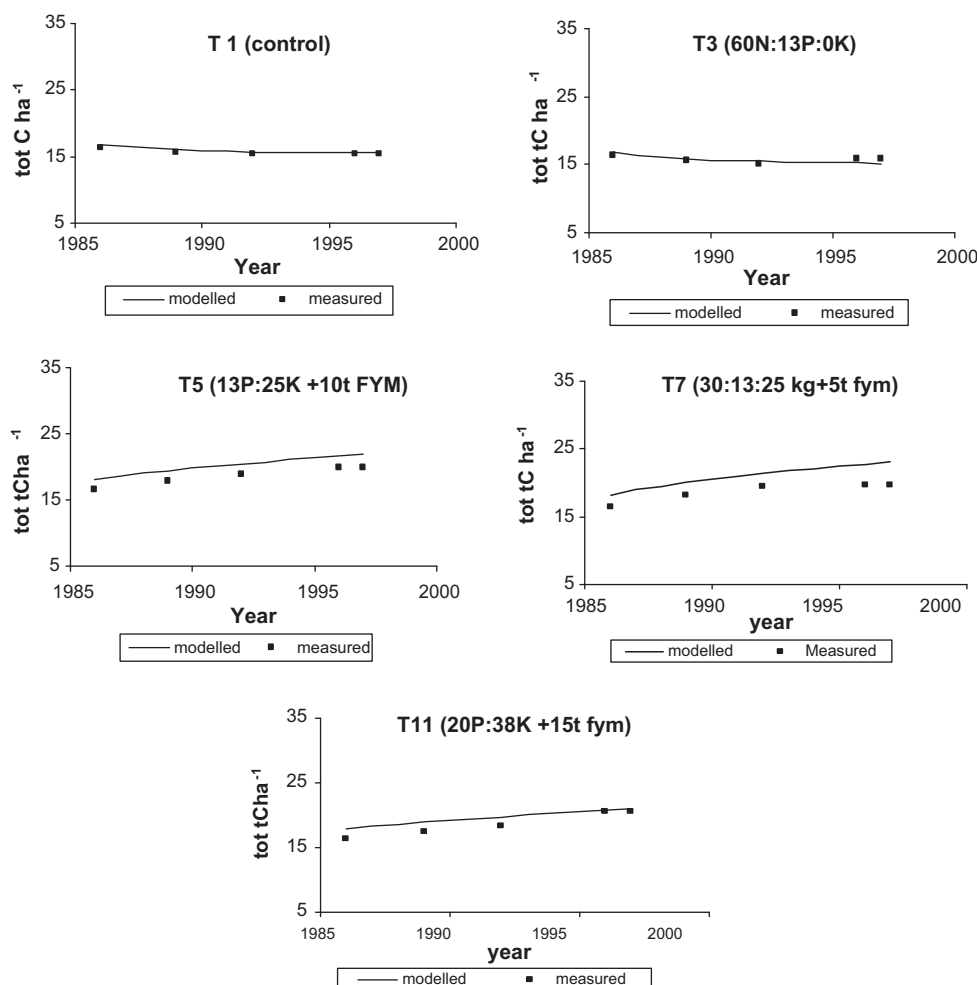 T 1 (control)
35
25
15
5
tot C ha -1
1985 1990 1995 2000
Year
modelled measured
T3 (60N:13P:0K)
35
25
15
5
tot tC ha -1
1985 1990 1995 2000
Year
modelled measured
T5 (13P:25K +10t FYM)
35
25
15
5
tot tCha -1
1985 1990 1995 2000
Year
modelled measured
T7 (30:13:25 kg+5t fym)
35
25
15
5
tot tC ha -1
1985 1990 1995 2000
year
modelled Measured
T11 (20P:38K +15t fym)
35
25
15
5
tot tCha-1
1985 1990 1995 2000
year
modelled measured